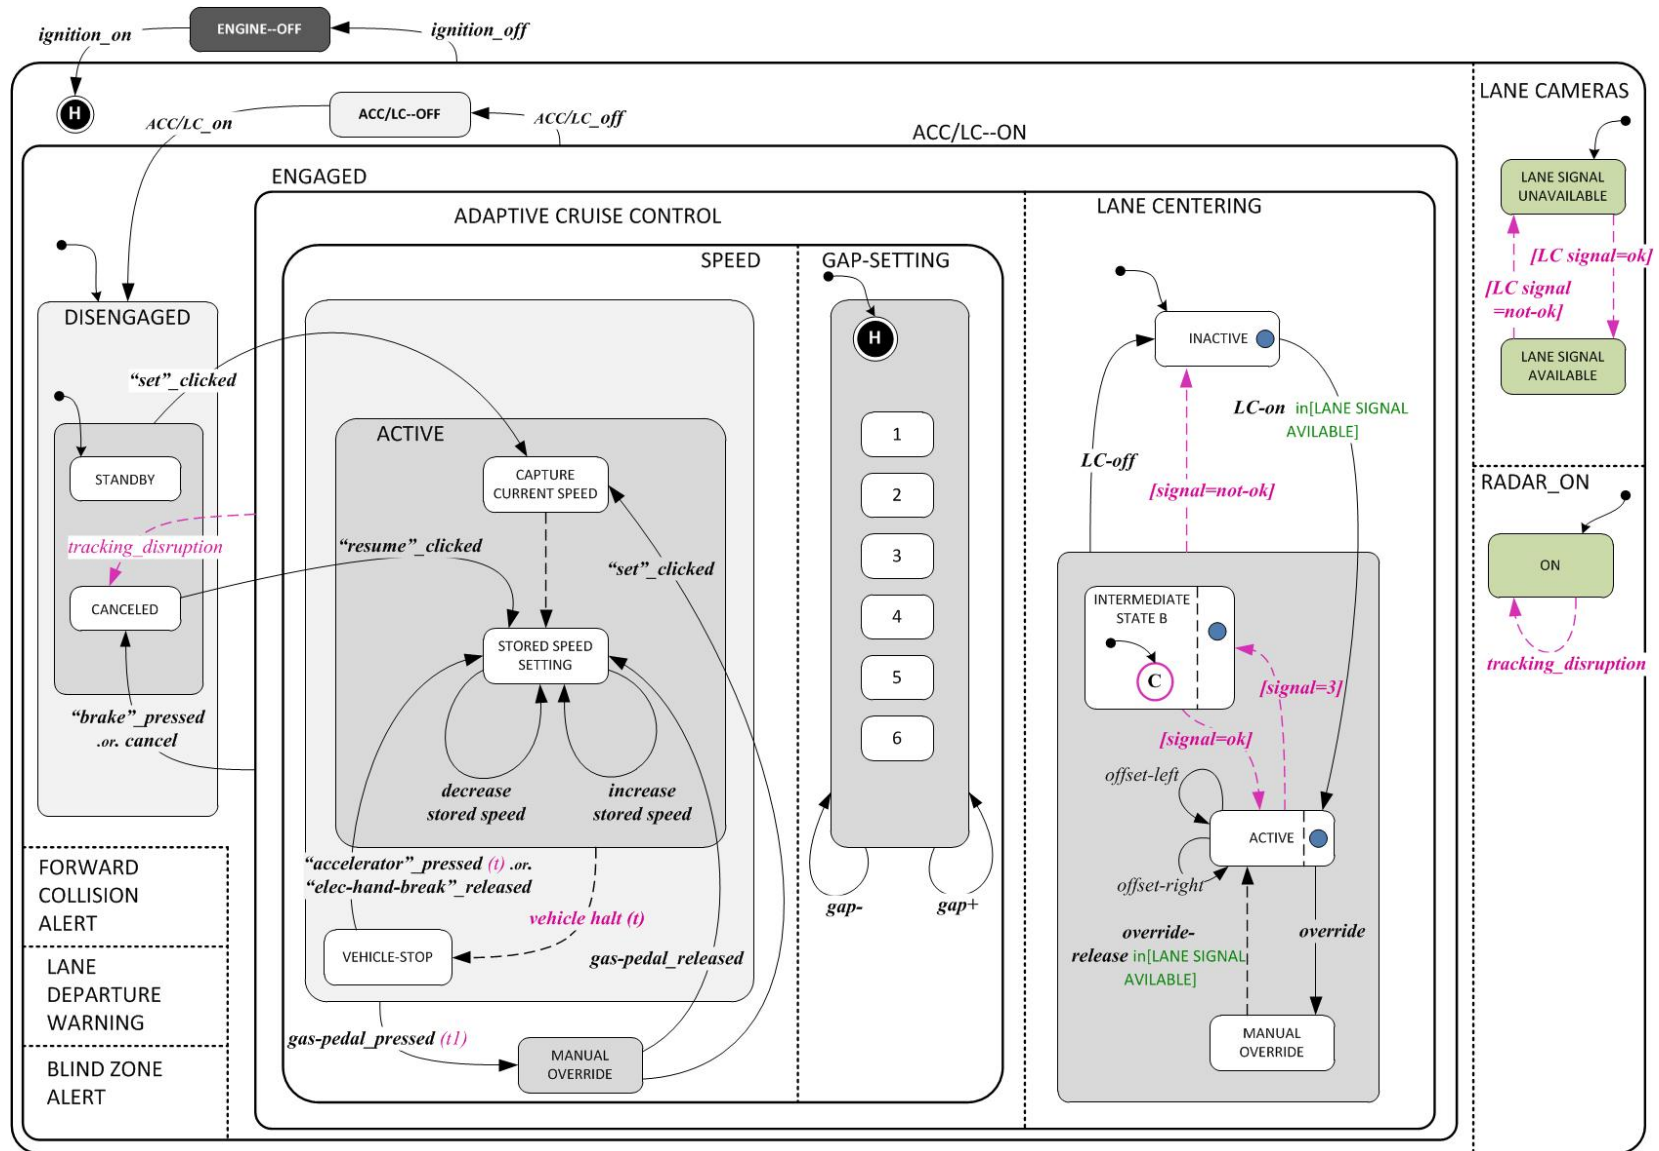 ignition_on
ENGINE--OFF
ignition_off
H
ACC/LC_on
ACC/LC--OFF
ACC/LC_off
ACC/LC--ON
LANE CAMERAS
LANE SIGNAL
UNAVAILABLE
[LC signal=ok]
[LC signal
=not-ok]
LANE SIGNAL
AVAILABLE
RADAR_ON
ON
tracking_disruption
ENGAGED
ADAPTIVE CRUISE CONTROL
LANE CENTERING
SPEED
GAP-SETTING
DISENGAGED
"set"_clicked
STANDBY
tracking_disruption
CANCELED
"brake"_pressed
.or. cancel
ACTIVE
CAPTURE
CURRENT SPEED
"resume"_clicked
"set"_clicked
STORED SPEED
SETTING
decrease
stored speed
increase
stored speed
"accelerator"_pressed (t) .or.
"elec-hand-break"_released
vehicle halt (t)
VEHICLE-STOP
gas-pedal_released
gas-pedal_pressed (t1)
MANUAL
OVERRIDE
H
1
2
3
4
5
6
gap-
gap+
INACTIVE
LC-on in[LANE SIGNAL
AVILABLE]
LC-off
[signal=not-ok]
INTERMEDIATE
STATE B
C
[signal=3]
[signal=ok]
offset-left
ACTIVE
offset-right
override-
release in[LANE SIGNAL
AVILABLE]
override
MANUAL
OVERRIDE
FORWARD
COLLISION
ALERT
LANE
DEPARTURE
WARNING
BLIND ZONE
ALERT